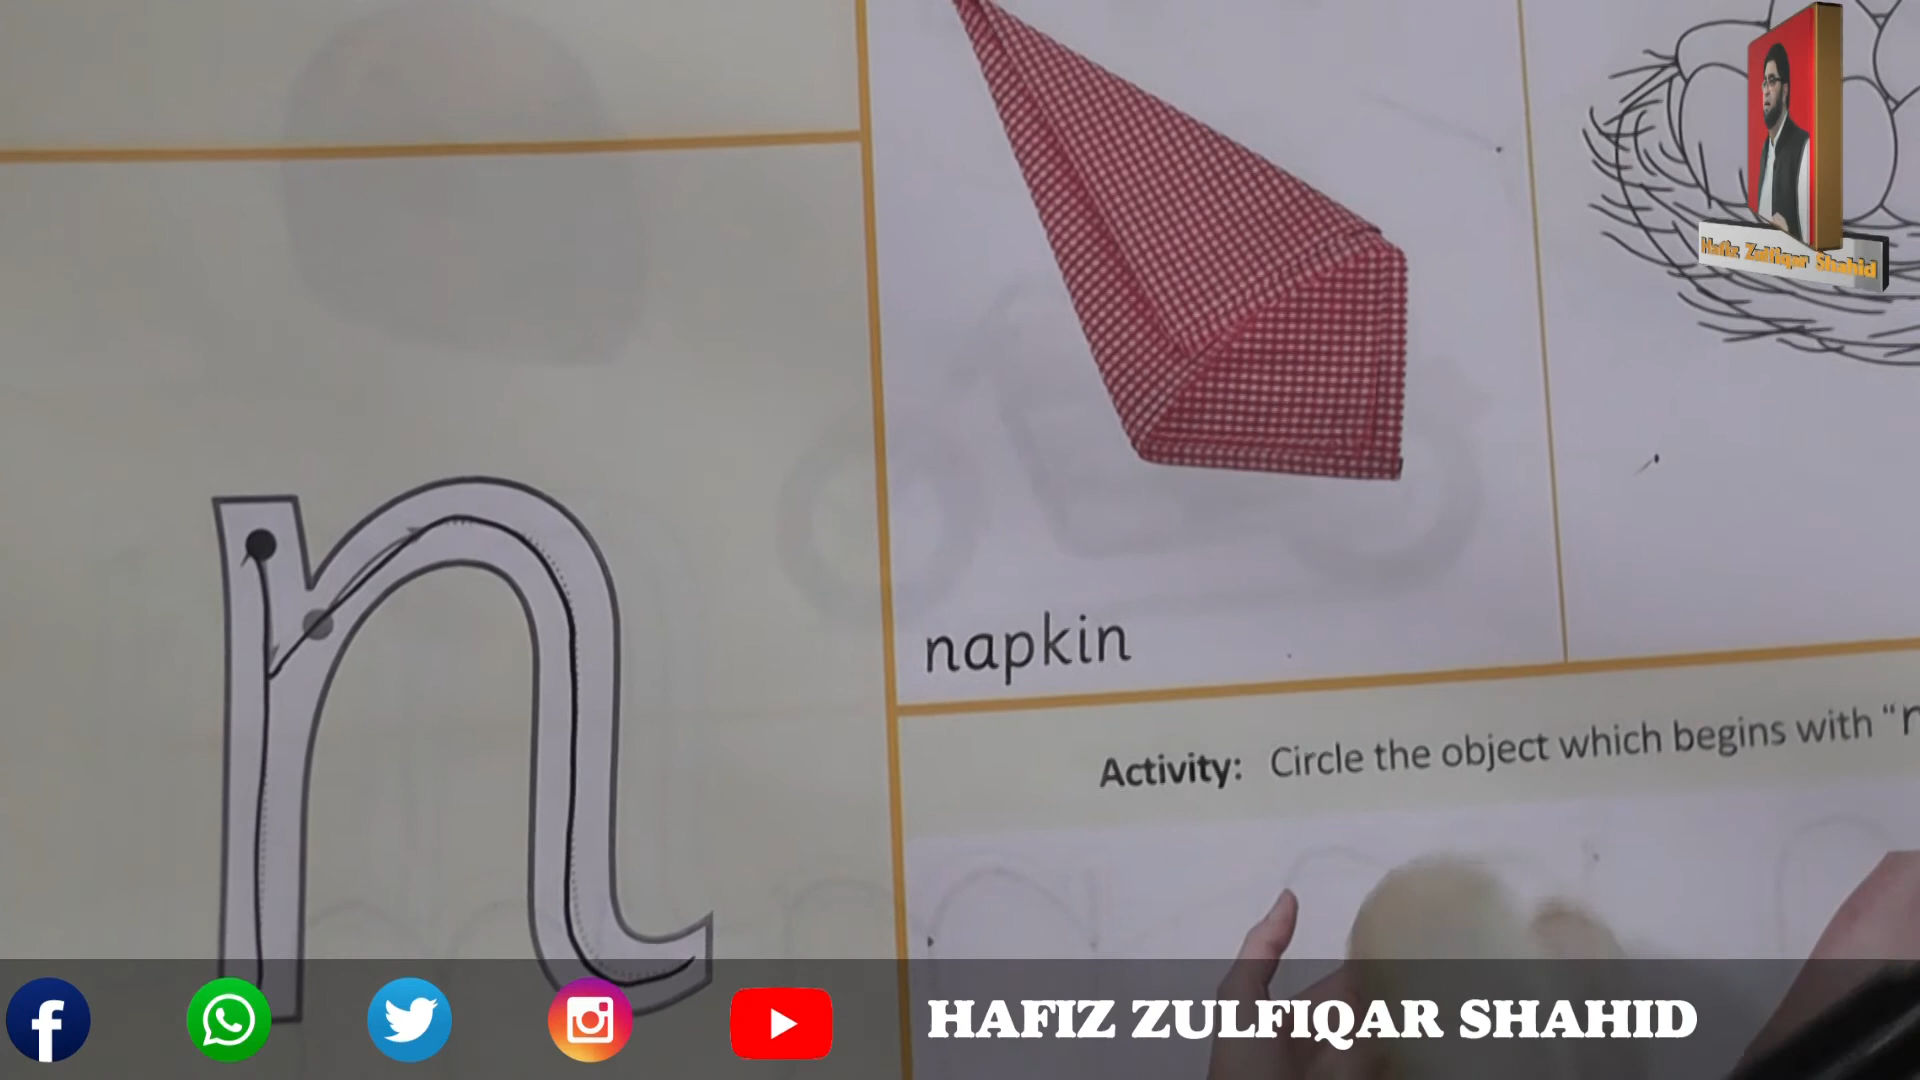 Hafiz Zulfiqar Shahid
n
napkin
Activity: Circle the object which begins with "n
HAFIZ ZULFIQAR SHAHID